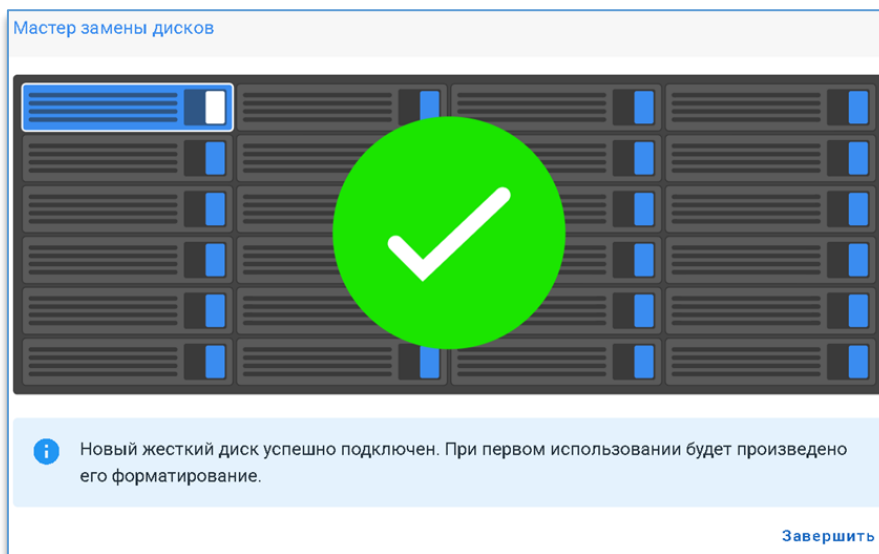 Мастер замены дисков
Новый жесткий диск успешно подключен. При первом использовании будет произведено
его форматирование.
Завершить